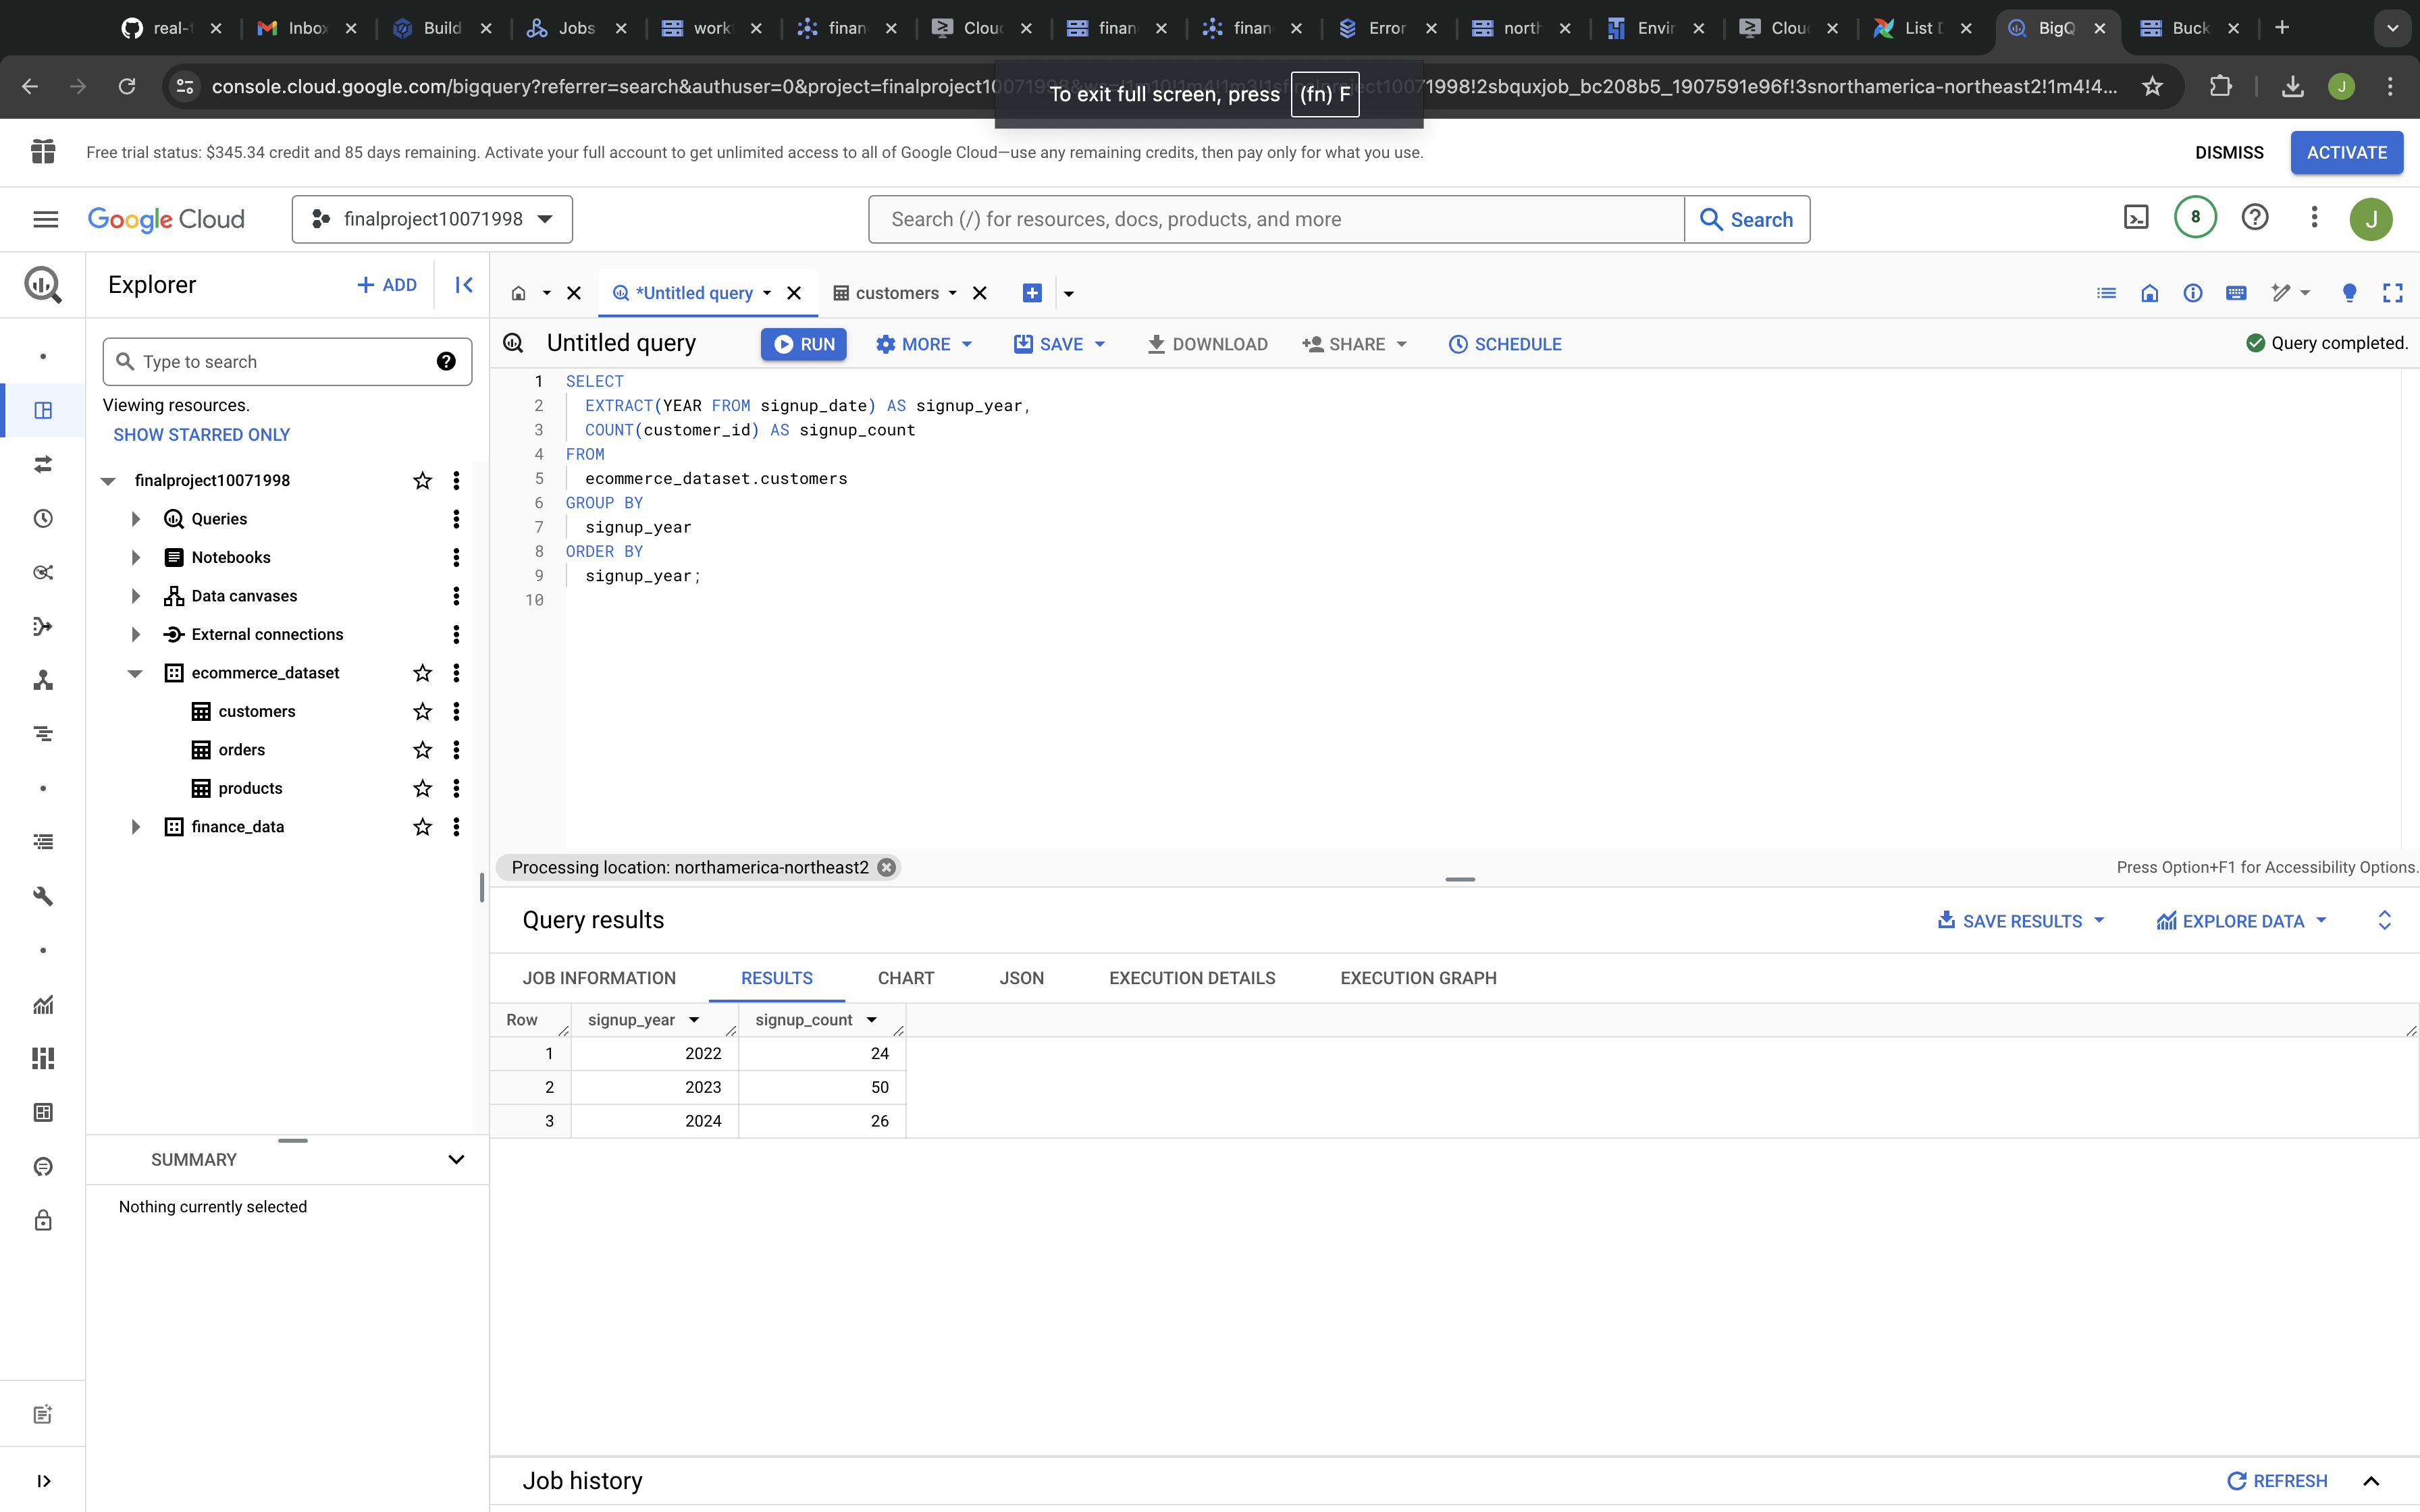 real-
Inbox
Build
Jobs
work
finan
Clou
finan
finan
Error
north
Envir
Clou
List D
BigQ
Buck
console.cloud.google.com/bigquery?referrer=search&authuser=0&project=finalproject10071998
10071998!2sbquxjob_bc208b5_1907591e96f!3snorthamerica-northeast2!1m4!4...
J
To exit full screen, press (fn) F
Free trial status: $345.34 credit and 85 days remaining. Activate your full account to get unlimited access to all of Google Cloud—use any remaining credits, then pay only for what you use.
DISMISS
ACTIVATE
Google Cloud
finalproject10071998
Search (/) for resources, docs, products, and more
Search
8
J
Explorer
+ ADD
*Untitled query
customers
Untitled query
RUN
MORE
SAVE
DOWNLOAD
SHARE
SCHEDULE
Query completed.
Type to search
Viewing resources.
SHOW STARRED ONLY
finalproject10071998
Queries
Notebooks
Data canvases
External connections
ecommerce_dataset
customers
orders
products
finance_data
SUMMARY
Nothing currently selected
1 SELECT
2 EXTRACT(YEAR FROM signup_date) AS signup_year,
3 COUNT(customer_id) AS signup_count
4 FROM
5 ecommerce_dataset.customers
6 GROUP BY
7 signup_year
8 ORDER BY
9 signup_year;
10
Processing location: northamerica-northeast2
Press Option+F1 for Accessibility Options.
Query results
SAVE RESULTS
EXPLORE DATA
JOB INFORMATION
RESULTS
CHART
JSON
EXECUTION DETAILS
EXECUTION GRAPH
Row signup_year signup_count
1 2022 24
2 2023 50
3 2024 26
Job history
REFRESH